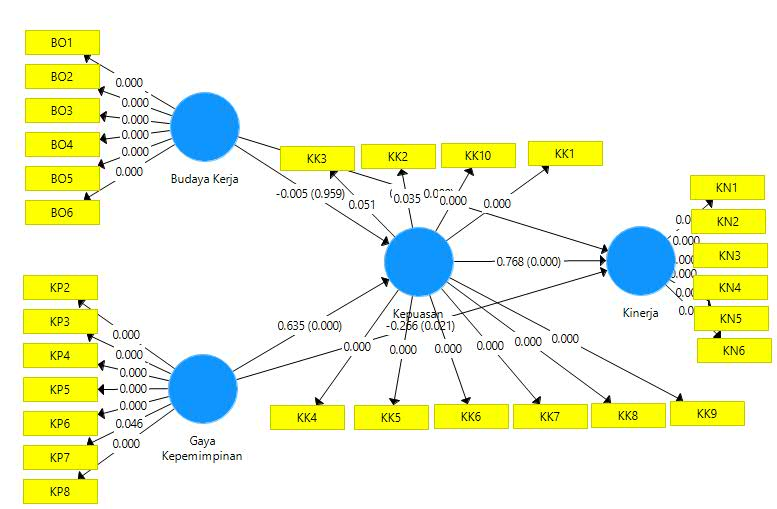 BO1
BO2
BO3
BO4
BO5
BO6
0.000
0.000
0.000
0.000
0.000
0.000
Budaya Kerja
KK3
KK2
KK10
KK1
-0.005 (0.959)
0.051
0.035
0.000
0.000
KN1
KN2
KN3
KN4
KN5
KN6
0.000
0.768 (0.000)
Kinerja
Kepuasan
-0.266 (0.021)
0.635 (0.000)
KP2
KP3
KP4
KP5
KP6
KP7
KP8
0.000
0.000
0.000
0.000
0.000
0.046
0.000
Gaya
Kepemimpinan
0.000
0.000
0.000
0.000
0.000
0.000
KK4
KK5
KK6
KK7
KK8
KK9